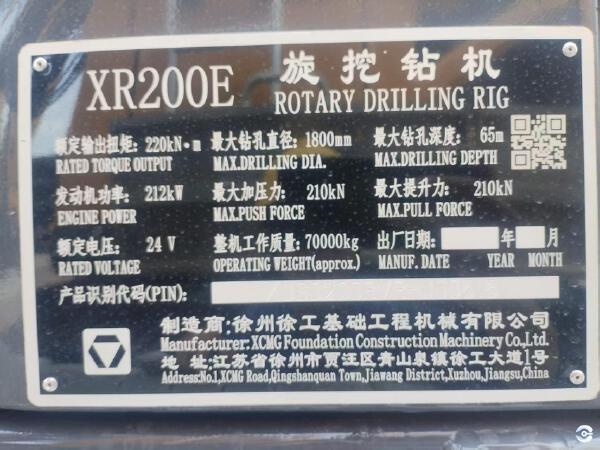 XR200E 旋挖钻机
ROTARY DRILLING RIG
额定输出扭矩: 220kN·m 最大钻孔直径: 1800mm 最大钻孔深度: 65m
RATED TORQUE OUTPUT MAX.DRILLING DIA. MAX.DRILLING DEPTH
发动机功率: 212kW 最大加压力: 210kN 最大提升力: 210kN
ENGINE POWER MAX.PUSH FORCE MAX.PULL FORCE
额定电压: 24 V 整机工作质量: 70000kg 出厂日期: 年 月
RATED VOLTAGE OPERATING WEIGHT(approx.) MANUF. DATE YEAR MONTH
产品识别代码(PIN):
制造商:徐州徐工基础工程机械有限公司
Manufacturer:XCMG Foundation Construction Machinery Co.,Ltd.
地 址:江苏省徐州市贾汪区青山泉镇徐工大道1号
Address:No.1,XCMG Road,Qingshanquan Town,Jiawang District,Xuzhou,Jiangsu,China